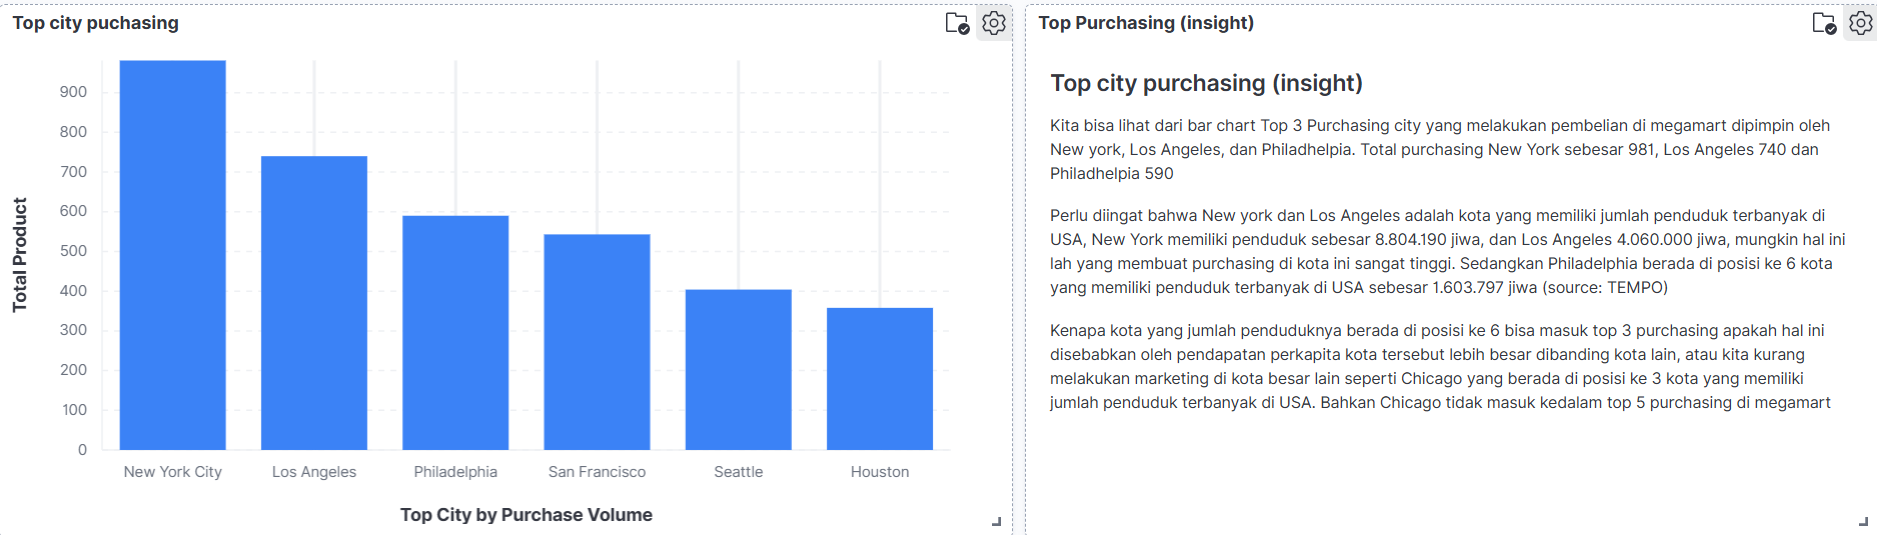 Top city puchasing
900
800
700
600
500
400
300
200
100
0
Total Product
New York City
Los Angeles
Philadelphia
San Francisco
Seattle
Houston
Top City by Purchase Volume
Top Purchasing (insight)
Top city purchasing (insight)
Kita bisa lihat dari bar chart Top 3 Purchasing city yang melakukan pembelian di megamart dipimpin oleh
New york, Los Angeles, dan Philadhelpia. Total purchasing New York sebesar 981, Los Angeles 740 dan
Philadhelpia 590
Perlu diingat bahwa New york dan Los Angeles adalah kota yang memiliki jumlah penduduk terbanyak di
USA, New York memiliki penduduk sebesar 8.804.190 jiwa, dan Los Angeles 4.060.000 jiwa, mungkin hal ini
lah yang membuat purchasing di kota ini sangat tinggi. Sedangkan Philadelphia berada di posisi ke 6 kota
yang memiliki penduduk terbanyak di USA sebesar 1.603.797 jiwa (source: TEMPO)
Kenapa kota yang jumlah penduduknya berada di posisi ke 6 bisa masuk top 3 purchasing apakah hal ini
disebabkan oleh pendapatan perkapita kota tersebut lebih besar dibanding kota lain, atau kita kurang
melakukan marketing di kota besar lain seperti Chicago yang berada di posisi ke 3 kota yang memiliki
jumlah penduduk terbanyak di USA. Bahkan Chicago tidak masuk kedalam top 5 purchasing di megamart